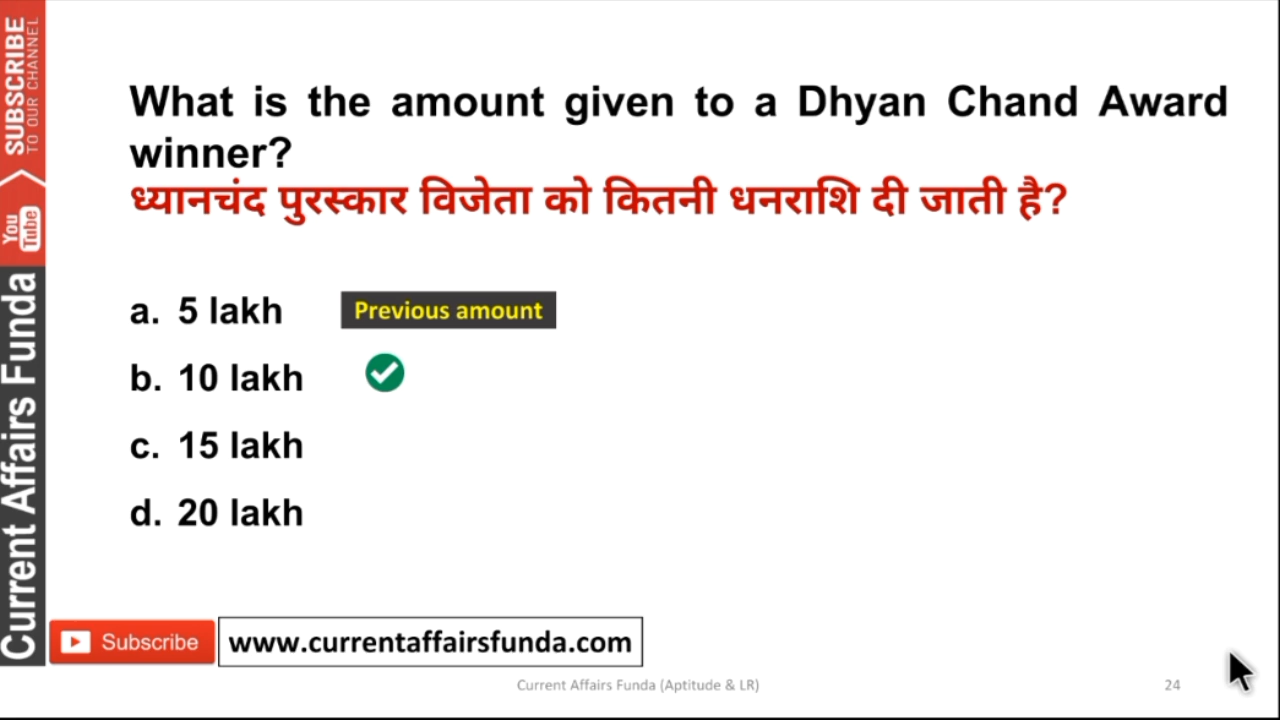 What is the amount given to a Dhyan Chand Award
winner?
ध्यानचंद पुरस्कार विजेता को कितनी धनराशि दी जाती है?
a. 5 lakh
Previous amount
b. 10 lakh
c. 15 lakh
d. 20 lakh
SUBSCRIBE
TO OUR CHANNEL
You
Tube
Current Affairs Funda
Subscribe
www.currentaffairsfunda.com
Current Affairs Funda (Aptitude & LR)
24